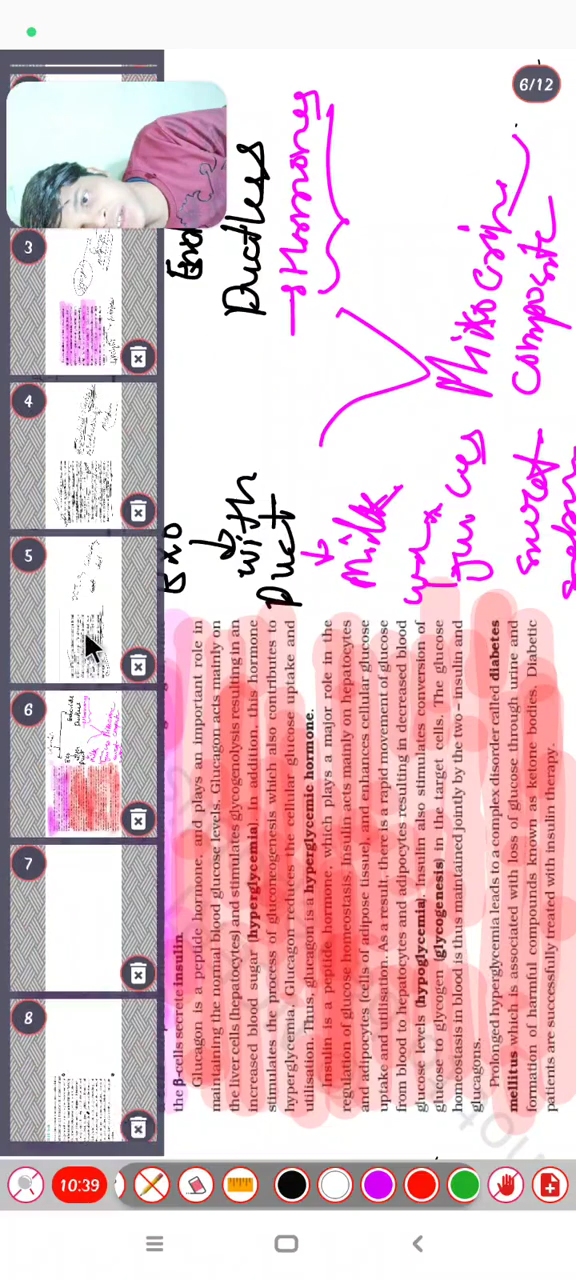 6/12
3
4
5
6
7
8
Ductless
→ Hormones
with
Duct
↓
Milk
juices
composite
the β-cells secrete insulin.
Glucagon is a peptide hormone, and plays an important role in
maintaining the normal blood glucose levels. Glucagon acts mainly on
the liver cells (hepatocytes) and stimulates glycogenolysis resulting in an
increased blood sugar (hyperglycemia). In addition, this hormone
stimulates the process of gluconeogenesis which also contributes to
hyperglycemia. Glucagon reduces the cellular glucose uptake and
utilisation. Thus, glucagon is a hyperglycemic hormone.
Insulin is a peptide hormone, which plays a major role in the
regulation of glucose homeostasis. Insulin acts mainly on hepatocytes
and adipocytes (cells of adipose tissue), and enhances cellular glucose
uptake and utilisation. As a result, there is a rapid movement of glucose
from blood to hepatocytes and adipocytes resulting in decreased blood
glucose levels (hypoglycemia). Insulin also stimulates conversion of
glucose to glycogen (glycogenesis) in the target cells. The glucose
homeostasis in blood is thus maintained jointly by the two – insulin and
glucagons.
Prolonged hyperglycemia leads to a complex disorder called diabetes
mellitus which is associated with loss of glucose through urine and
formation of harmful compounds known as ketone bodies. Diabetic
patients are successfully treated with insulin therapy.
10:39